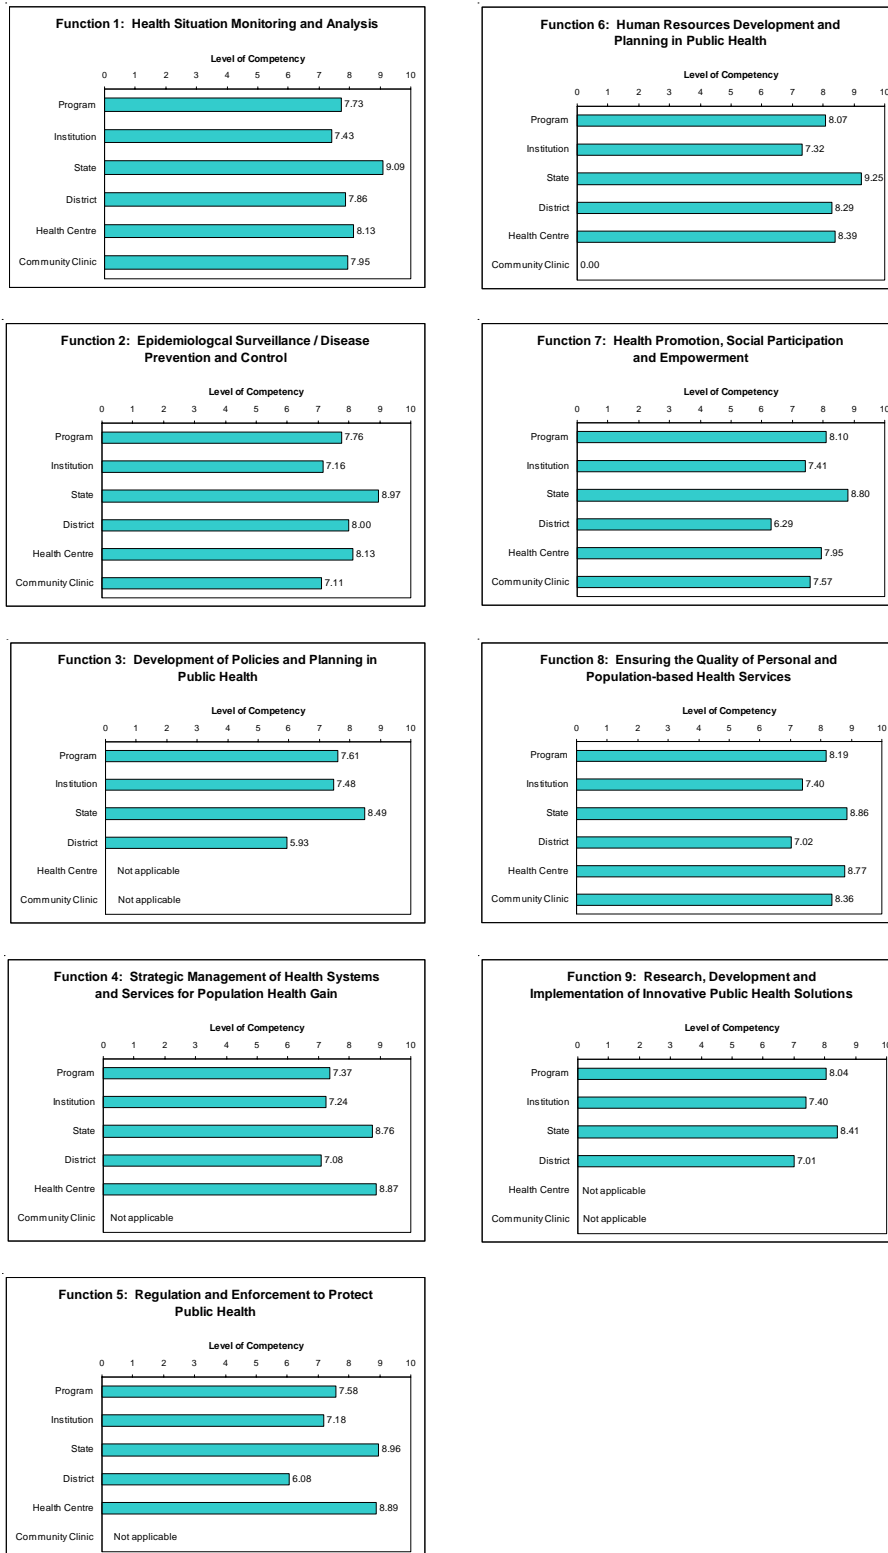 Function 1: Health Situation Monitoring and Analysis
Level of Competency
0 1 2 3 4 5 6 7 8 9 10
Program 7.73
Institution 7.43
State 9.09
District 7.86
Health Centre 8.13
Community Clinic 7.95
Function 2: Epidemiologcal Surveillance / Disease
Prevention and Control
Level of Competency
0 1 2 3 4 5 6 7 8 9 10
Program 7.76
Institution 7.16
State 8.97
District 8.00
Health Centre 8.13
Community Clinic 7.11
Function 3: Development of Policies and Planning in
Public Health
Level of Competency
0 1 2 3 4 5 6 7 8 9 10
Program 7.61
Institution 7.48
State 8.49
District 5.93
Health Centre Not applicable
Community Clinic Not applicable
Function 4: Strategic Management of Health Systems
and Services for Population Health Gain
Level of Competency
0 1 2 3 4 5 6 7 8 9 10
Program 7.37
Institution 7.24
State 8.76
District 7.08
Health Centre 8.87
Community Clinic Not applicable
Function 5: Regulation and Enforcement to Protect
Public Health
Level of Competency
0 1 2 3 4 5 6 7 8 9 10
Program 7.58
Institution 7.18
State 8.96
District 6.08
Health Centre 8.89
Community Clinic Not applicable
Function 6: Human Resources Development and
Planning in Public Health
Level of Competency
0 1 2 3 4 5 6 7 8 9 10
Program 8.07
Institution 7.32
State 9.25
District 8.29
Health Centre 8.39
Community Clinic 0.00
Function 7: Health Promotion, Social Participation
and Empowerment
Level of Competency
0 1 2 3 4 5 6 7 8 9 10
Program 8.10
Institution 7.41
State 8.80
District 6.29
Health Centre 7.95
Community Clinic 7.57
Function 8: Ensuring the Quality of Personal and
Population-based Health Services
Level of Competency
0 1 2 3 4 5 6 7 8 9 10
Program 8.19
Institution 7.40
State 8.86
District 7.02
Health Centre 8.77
Community Clinic 8.36
Function 9: Research, Development and
Implementation of Innovative Public Health Solutions
Level of Competency
0 1 2 3 4 5 6 7 8 9 10
Program 8.04
Institution 7.40
State 8.41
District 7.01
Health Centre Not applicable
Community Clinic Not applicable